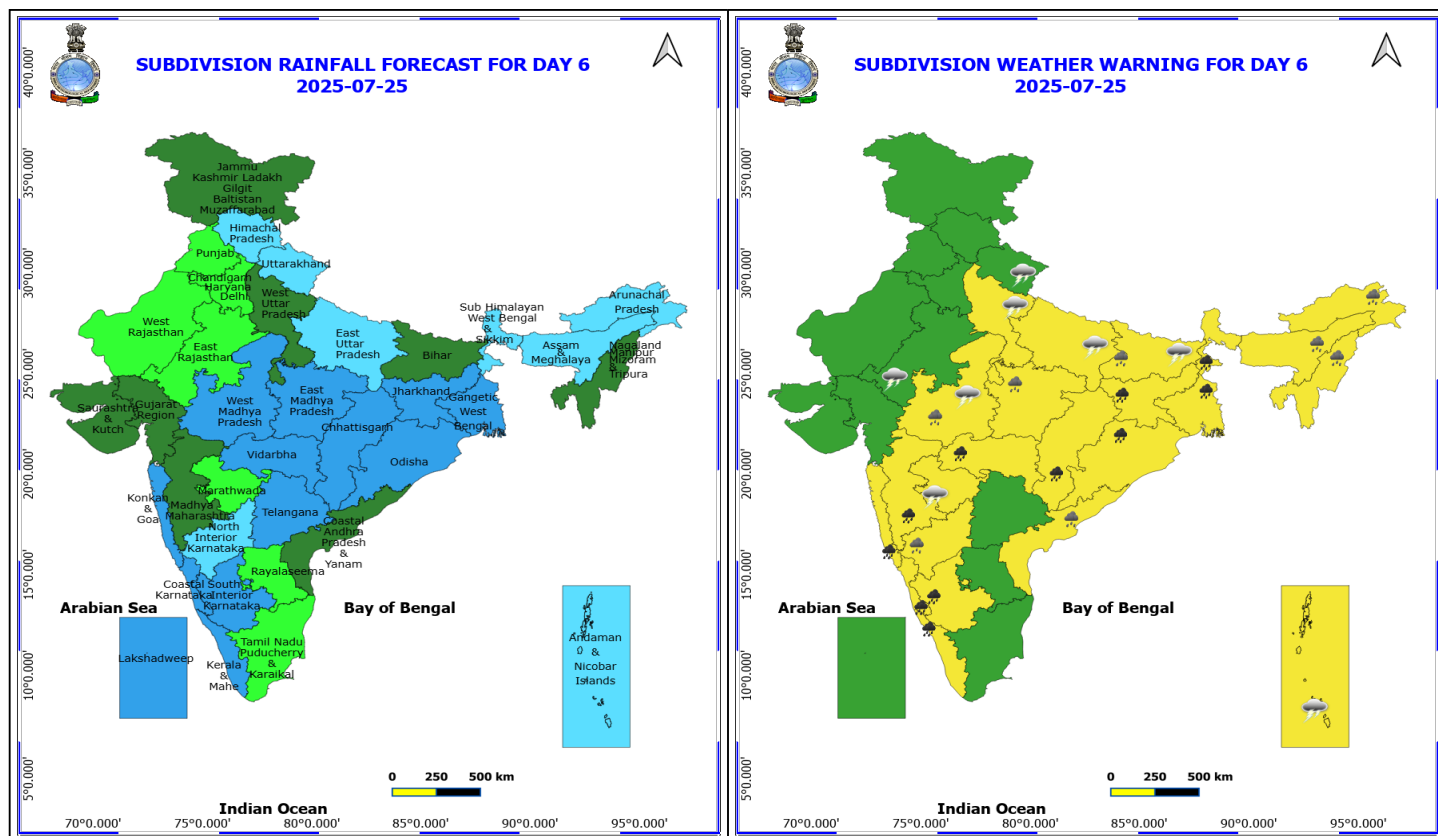 SUBDIVISION RAINFALL FORECAST FOR DAY 6
2025-07-25
40°0.000'
35°0.000'
30°0.000'
25°0.000'
20°0.000'
15°0.000'
10°0.000'
5°0.000'
Jammu
Kashmir Ladakh
Gilgit
Baltistan
Muzaffarabad
Himachal
Pradesh
Punjab
Uttarakhand
Chandigarh
Haryana
Delhi
West
Uttar
Pradesh
West
Rajasthan
East
Rajasthan
East
Uttar
Pradesh
Bihar
Sub Himalayan
West Bengal
&
Sikkim
Arunachal
Pradesh
Assam
&
Meghalaya
Nagaland
Manipur
Mizoram
&
Tripura
Saurashtra
&
Kutch
Gujarat
Region
West
Madhya
Pradesh
East
Madhya
Pradesh
Jharkhand
Gangetic
West
Bengal
Chhattisgarh
Vidarbha
Odisha
Konkan
&
Goa
Madhya
Maharashtra
Marathwada
Telangana
North
Interior
Karnataka
Coastal
Andhra
Pradesh
&
Yanam
Rayalaseema
Coastal
Karnataka
South
Interior
Karnataka
Arabian Sea
Bay of Bengal
Lakshadweep
Kerala
&
Mahe
Tamil Nadu
Puducherry
&
Karaikal
Andaman
&
Nicobar
Islands
0 250 500 km
Indian Ocean
70°0.000' 75°0.000' 80°0.000' 85°0.000' 90°0.000' 95°0.000'
SUBDIVISION WEATHER WARNING FOR DAY 6
2025-07-25
40°0.000'
35°0.000'
30°0.000'
25°0.000'
20°0.000'
15°0.000'
10°0.000'
5°0.000'
Arabian Sea
Bay of Bengal
0 250 500 km
Indian Ocean
70°0.000' 75°0.000' 80°0.000' 85°0.000' 90°0.000' 95°0.000'